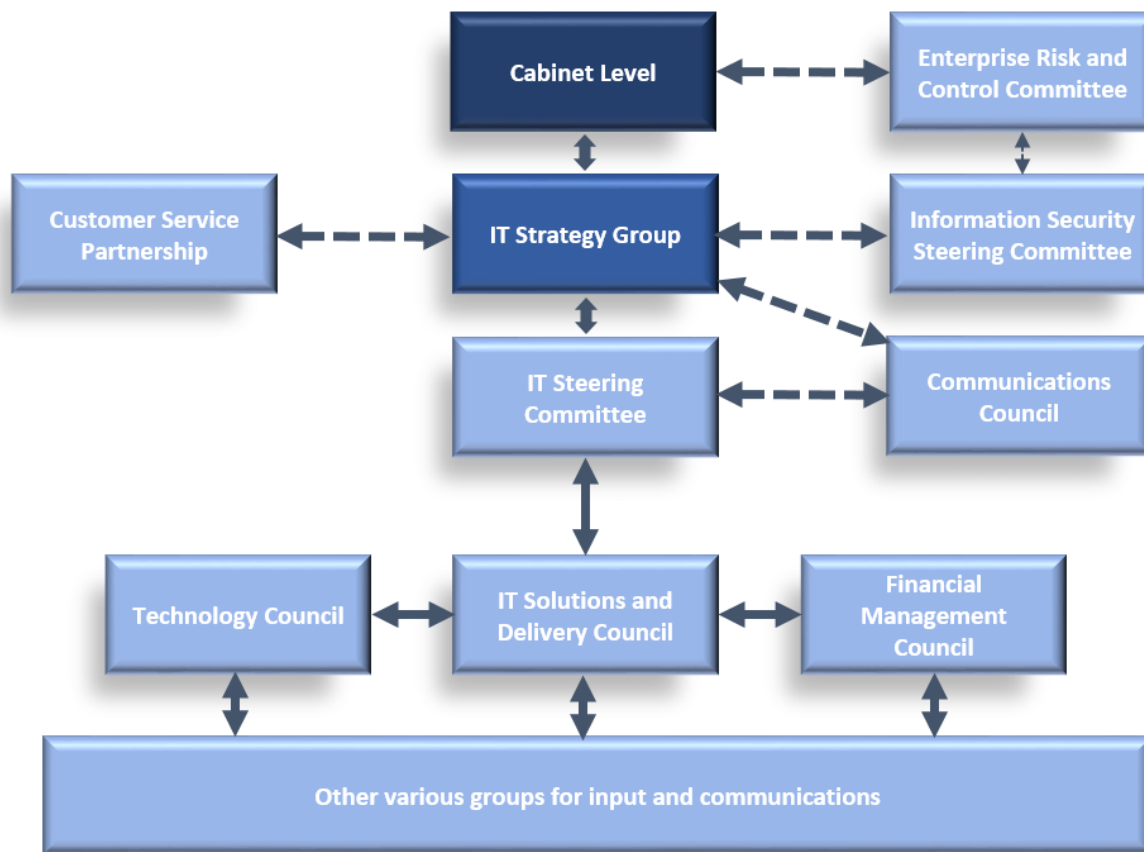 Cabinet Level
Enterprise Risk and
Control Committee
Customer Service
Partnership
IT Strategy Group
Information Security
Steering Committee
IT Steering
Committee
Communications
Council
Technology Council
IT Solutions and
Delivery Council
Financial
Management
Council
Other various groups for input and communications